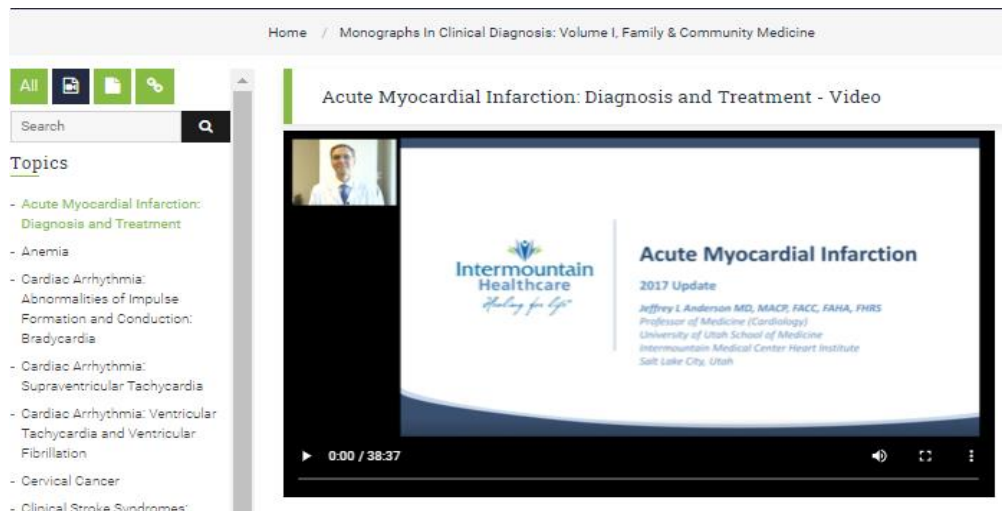 Home / Monographs In Clinical Diagnosis: Volume I, Family & Community Medicine
All
Search
Topics
- Acute Myocardial Infarction:
Diagnosis and Treatment
- Anemia
- Cardiac Arrhythmia:
Abnormalities of Impulse
Formation and Conduction:
Bradycardia
- Cardiac Arrhythmia:
Supraventricular Tachycardia
- Cardiac Arrhythmia: Ventricular
Tachycardia and Ventricular
Fibrillation
- Cervical Cancer
- Clinical Stroke Syndromes:
Acute Myocardial Infarction: Diagnosis and Treatment - Video
Intermountain
Healthcare
Healing for life
Acute Myocardial Infarction
2017 Update
Jeffrey L Anderson MD, MACP, FACC, FAHA, FHRS
Professor of Medicine (Cardiology)
University of Utah School of Medicine
Intermountain Medical Center Heart Institute
Salt Lake City, Utah
0:00 / 38:37